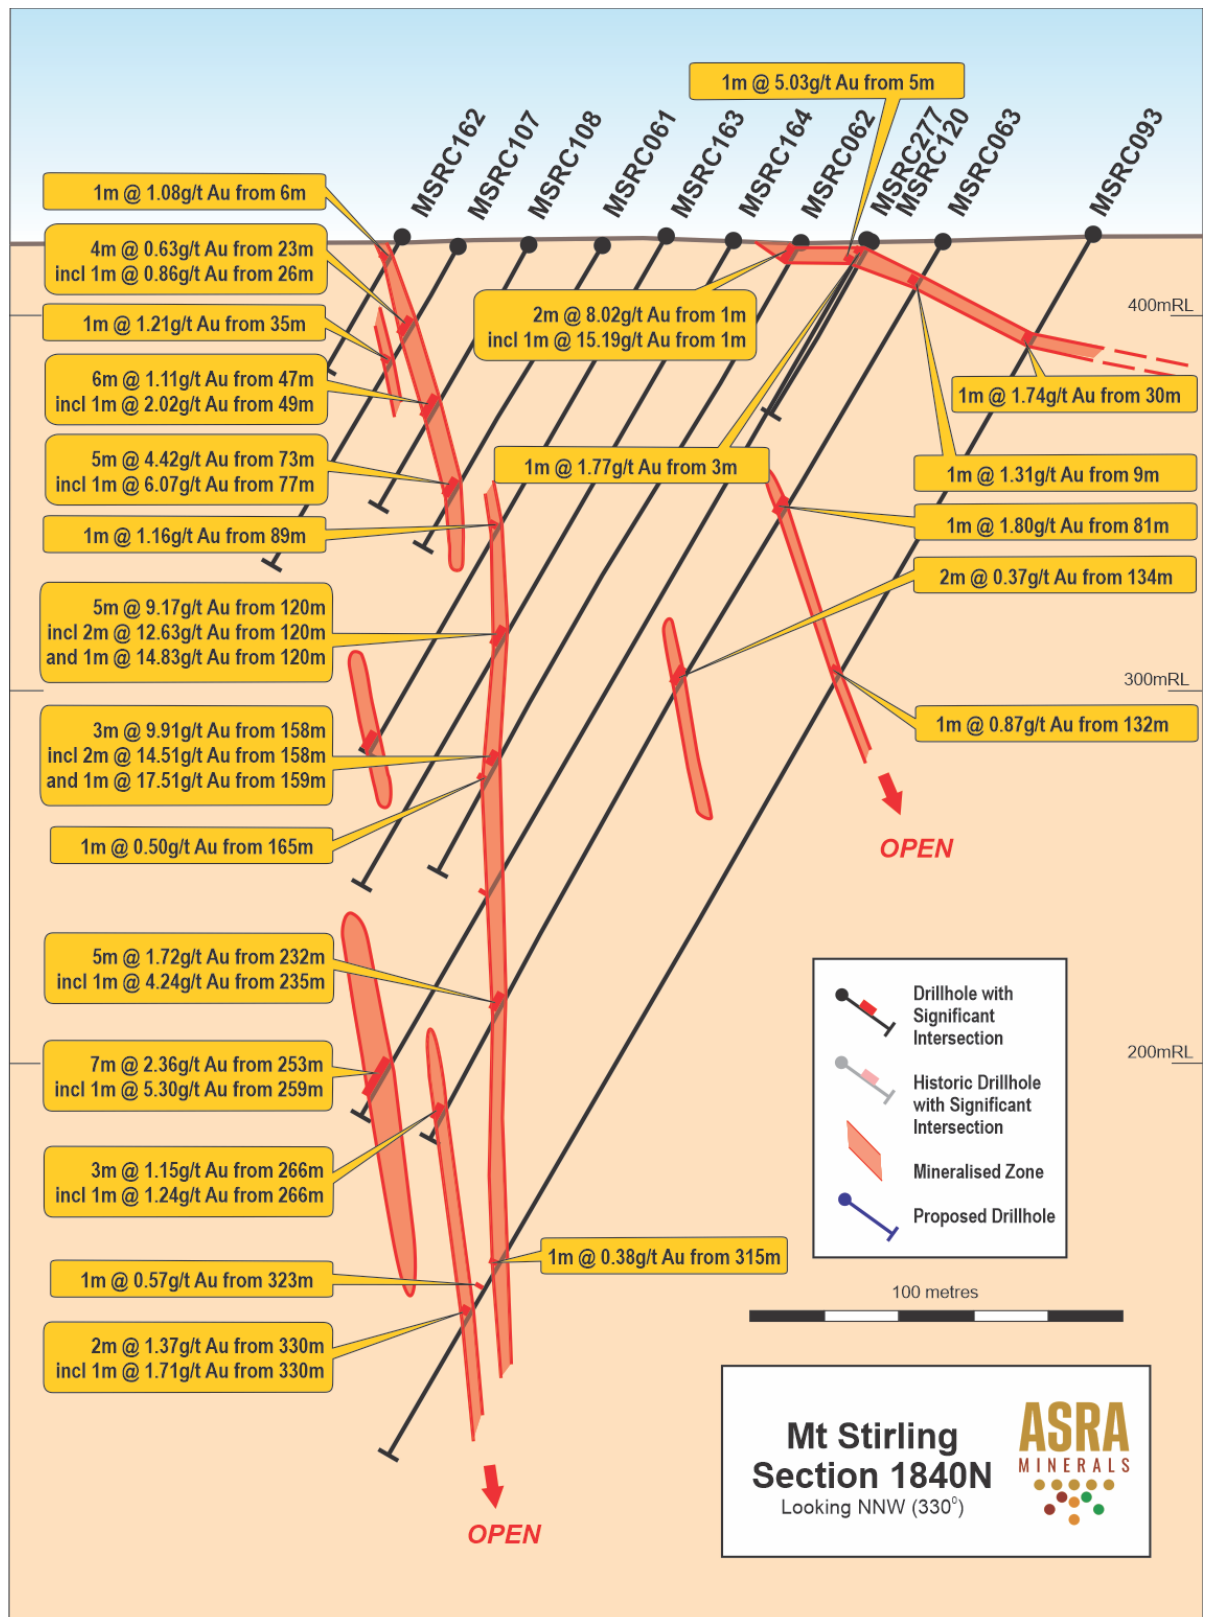 1m @ 5.03g/t Au from 5m
MSRC162
MSRC107
MSRC108
MSRC061
MSRC163
MSRC164
MSRC062
MSRC277
MSRC120
MSRC063
MSRC093
1m @ 1.08g/t Au from 6m
4m @ 0.63g/t Au from 23m
incl 1m @ 0.86g/t Au from 26m
1m @ 1.21g/t Au from 35m
6m @ 1.11g/t Au from 47m
incl 1m @ 2.02g/t Au from 49m
5m @ 4.42g/t Au from 73m
incl 1m @ 6.07g/t Au from 77m
1m @ 1.16g/t Au from 89m
5m @ 9.17g/t Au from 120m
incl 2m @ 12.63g/t Au from 120m
and 1m @ 14.83g/t Au from 120m
3m @ 9.91g/t Au from 158m
incl 2m @ 14.51g/t Au from 158m
and 1m @ 17.51g/t Au from 159m
1m @ 0.50g/t Au from 165m
5m @ 1.72g/t Au from 232m
incl 1m @ 4.24g/t Au from 235m
7m @ 2.36g/t Au from 253m
incl 1m @ 5.30g/t Au from 259m
3m @ 1.15g/t Au from 266m
incl 1m @ 1.24g/t Au from 266m
1m @ 0.57g/t Au from 323m
2m @ 1.37g/t Au from 330m
incl 1m @ 1.71g/t Au from 330m
2m @ 8.02g/t Au from 1m
incl 1m @ 15.19g/t Au from 1m
1m @ 1.77g/t Au from 3m
400mRL
1m @ 1.74g/t Au from 30m
1m @ 1.31g/t Au from 9m
1m @ 1.80g/t Au from 81m
2m @ 0.37g/t Au from 134m
300mRL
1m @ 0.87g/t Au from 132m
OPEN
200mRL
1m @ 0.38g/t Au from 315m
OPEN
Drillhole with
Significant
Intersection
Historic Drillhole
with Significant
Intersection
Mineralised Zone
Proposed Drillhole
100 metres
Mt Stirling
Section 1840N
Looking NNW (330⁰)
ASRA
MINERALS